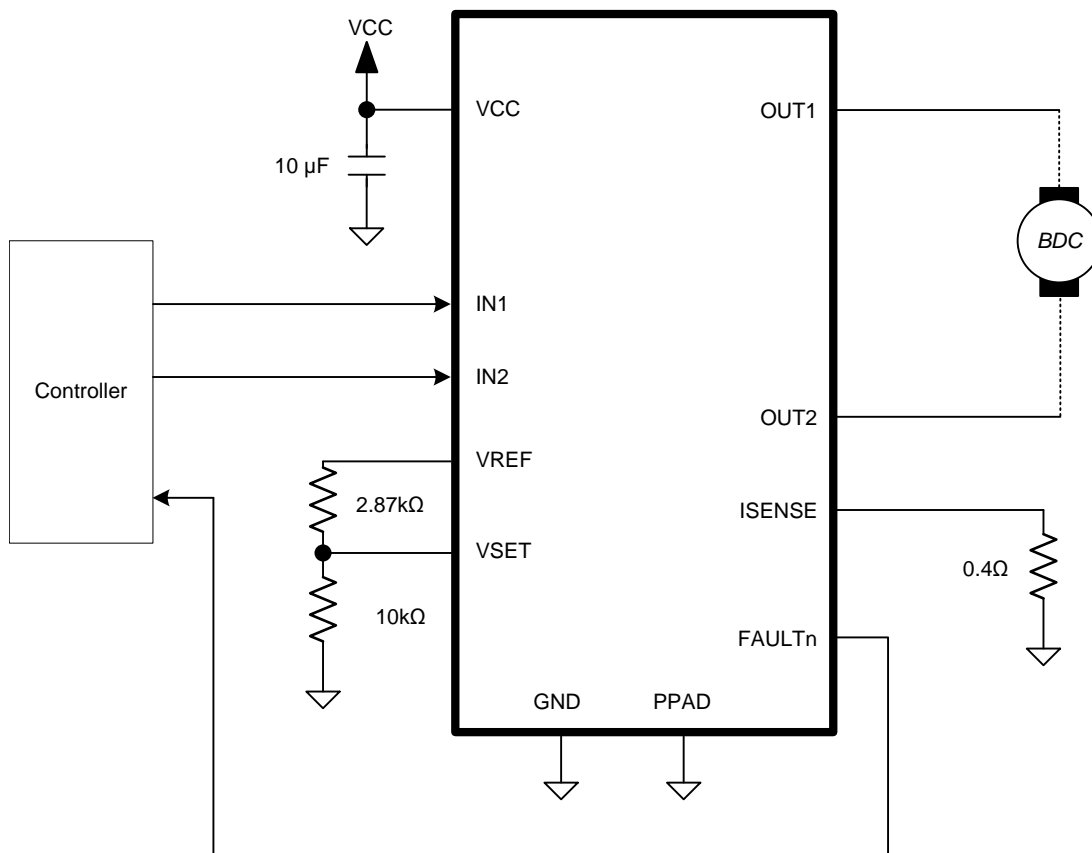 VCC
VCC
OUT1
10 µF
BDC
IN1
IN2
Controller
OUT2
VREF
2.87kΩ
ISENSE
VSET
0.4Ω
10kΩ
FAULTn
GND
PPAD